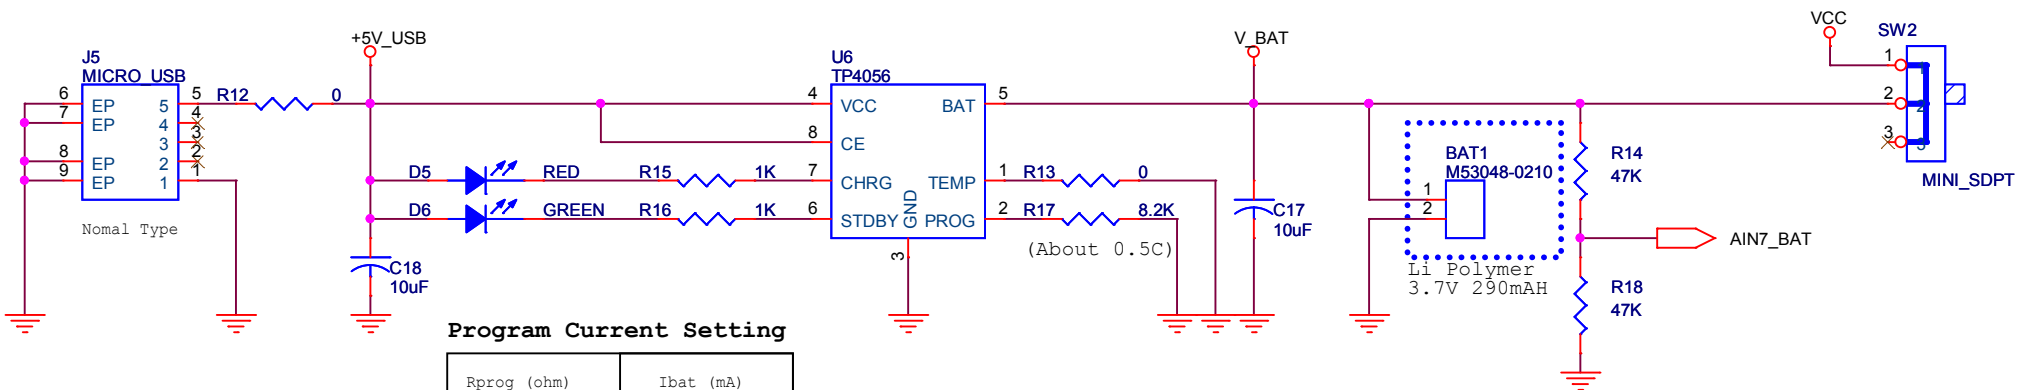 VCC
SW2
+5V_USB
V_BAT
J5
MICRO_USB
U6
TP4056
1
6 EP 5 5 R12 0
4 VCC BAT 5
2
7 EP 4 4
3 3
8 CE
3
8 EP 2 2
9 EP 1 1
D5 RED R15 1K 7 CHRG TEMP 1 R13 0
D6 GREEN R16 1K 6 STDBY GND PROG 2 R17 8.2K
3
(About 0.5C)
Nomal Type
C18
10uF
C17
10uF
BAT1
M53048-0210
1
2
Li Polymer
3.7V 290mAH
R14
47K
AIN7_BAT
R18
47K
MINI_SDPT
Program Current Setting
Rprog (ohm) Ibat (mA)